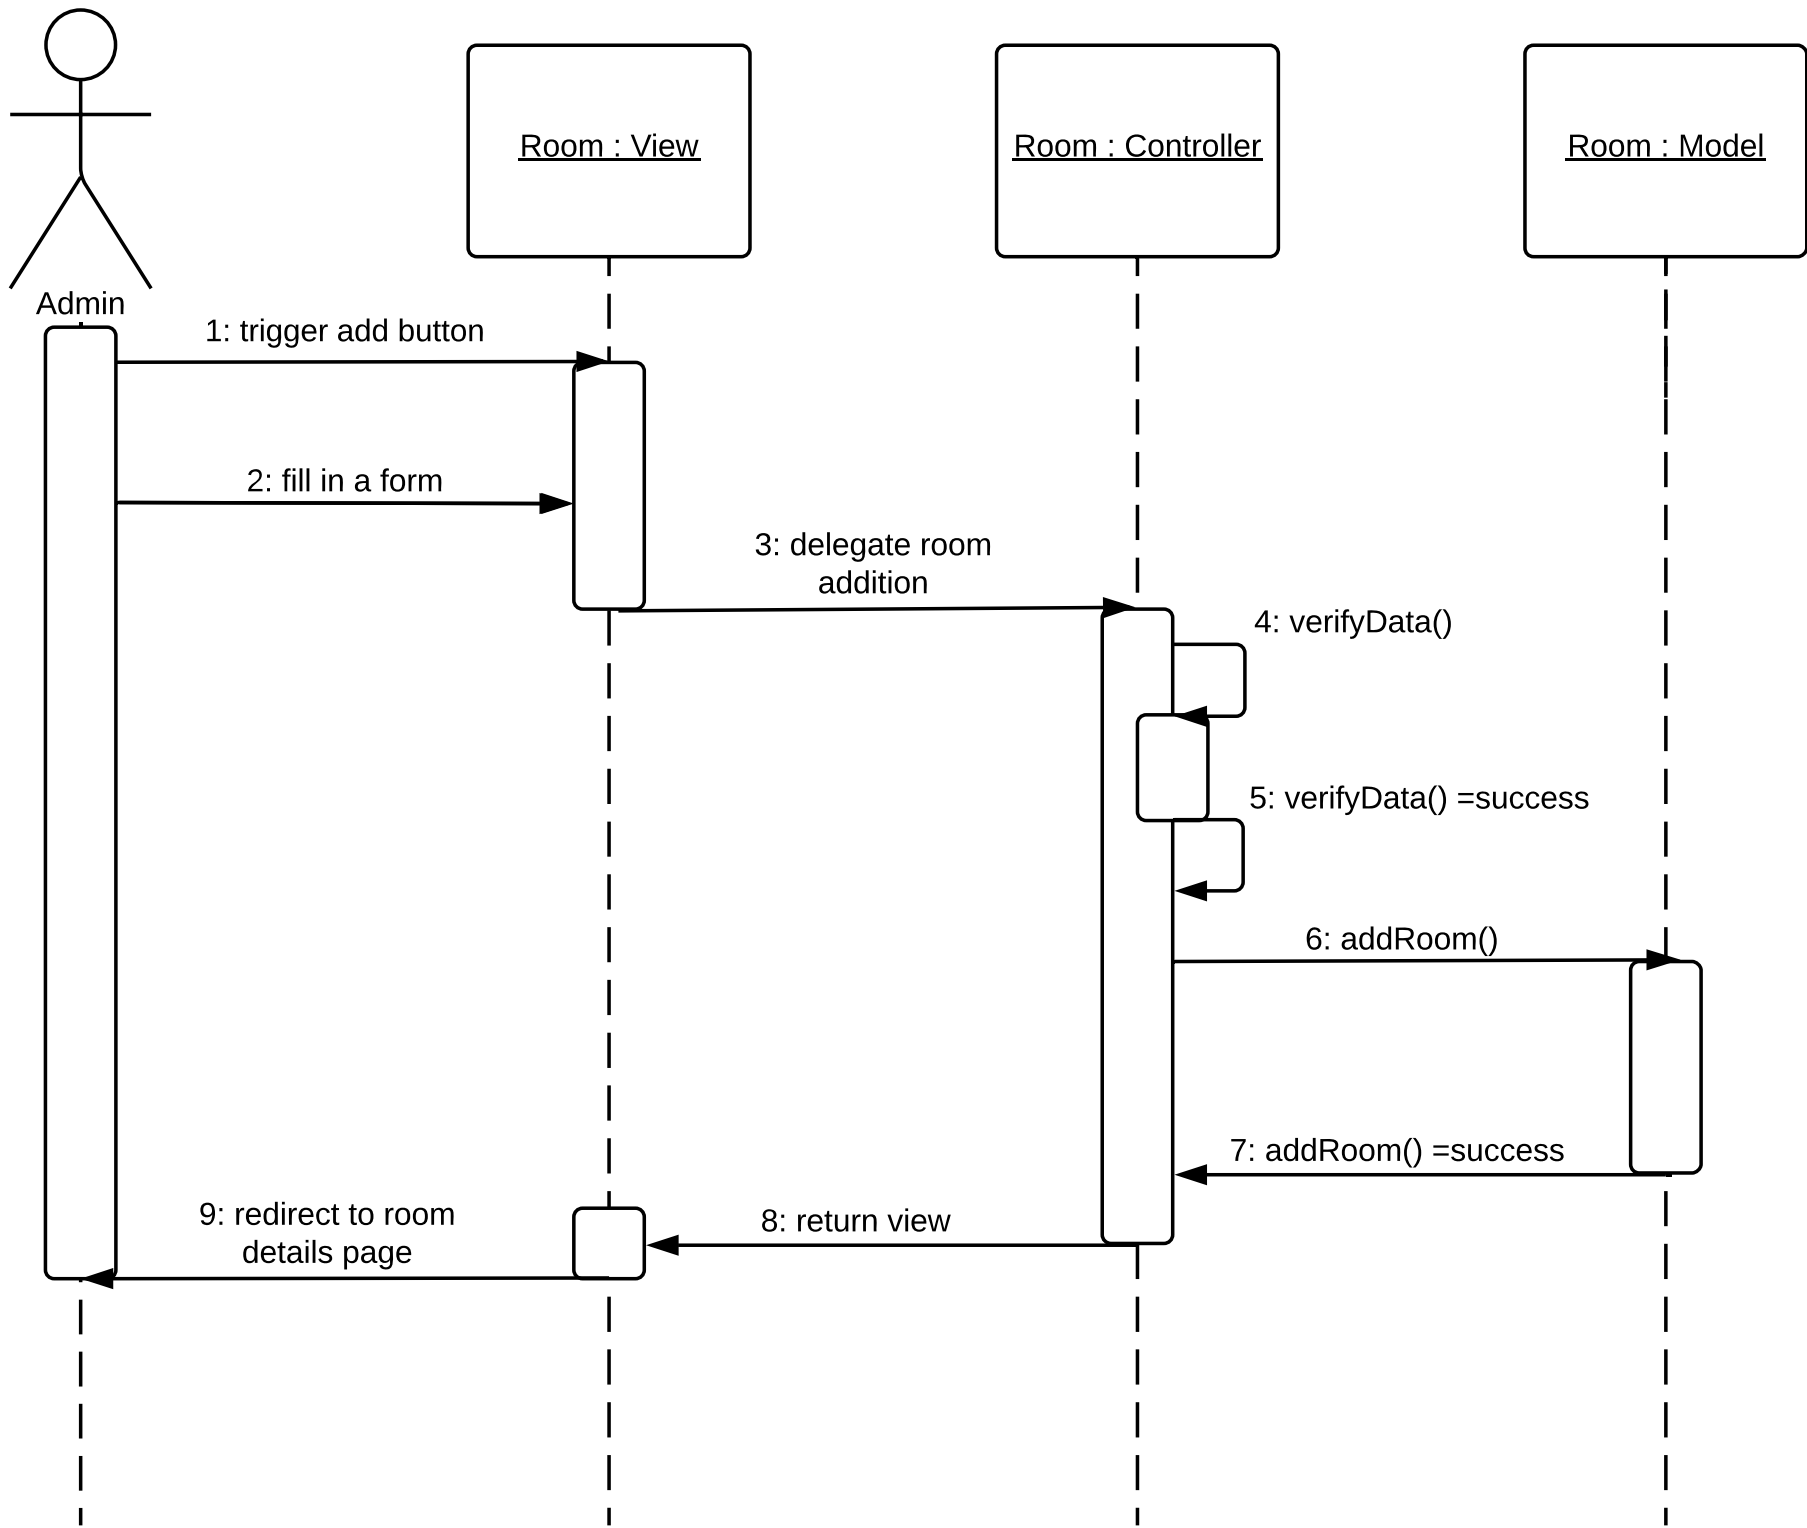 Room : View
Room : Controller
Room : Model
Admin
1: trigger add button
2: fill in a form
3: delegate room
addition
4: verifyData()
5: verifyData() =success
6: addRoom()
7: addRoom() =success
8: return view
9: redirect to room
details page